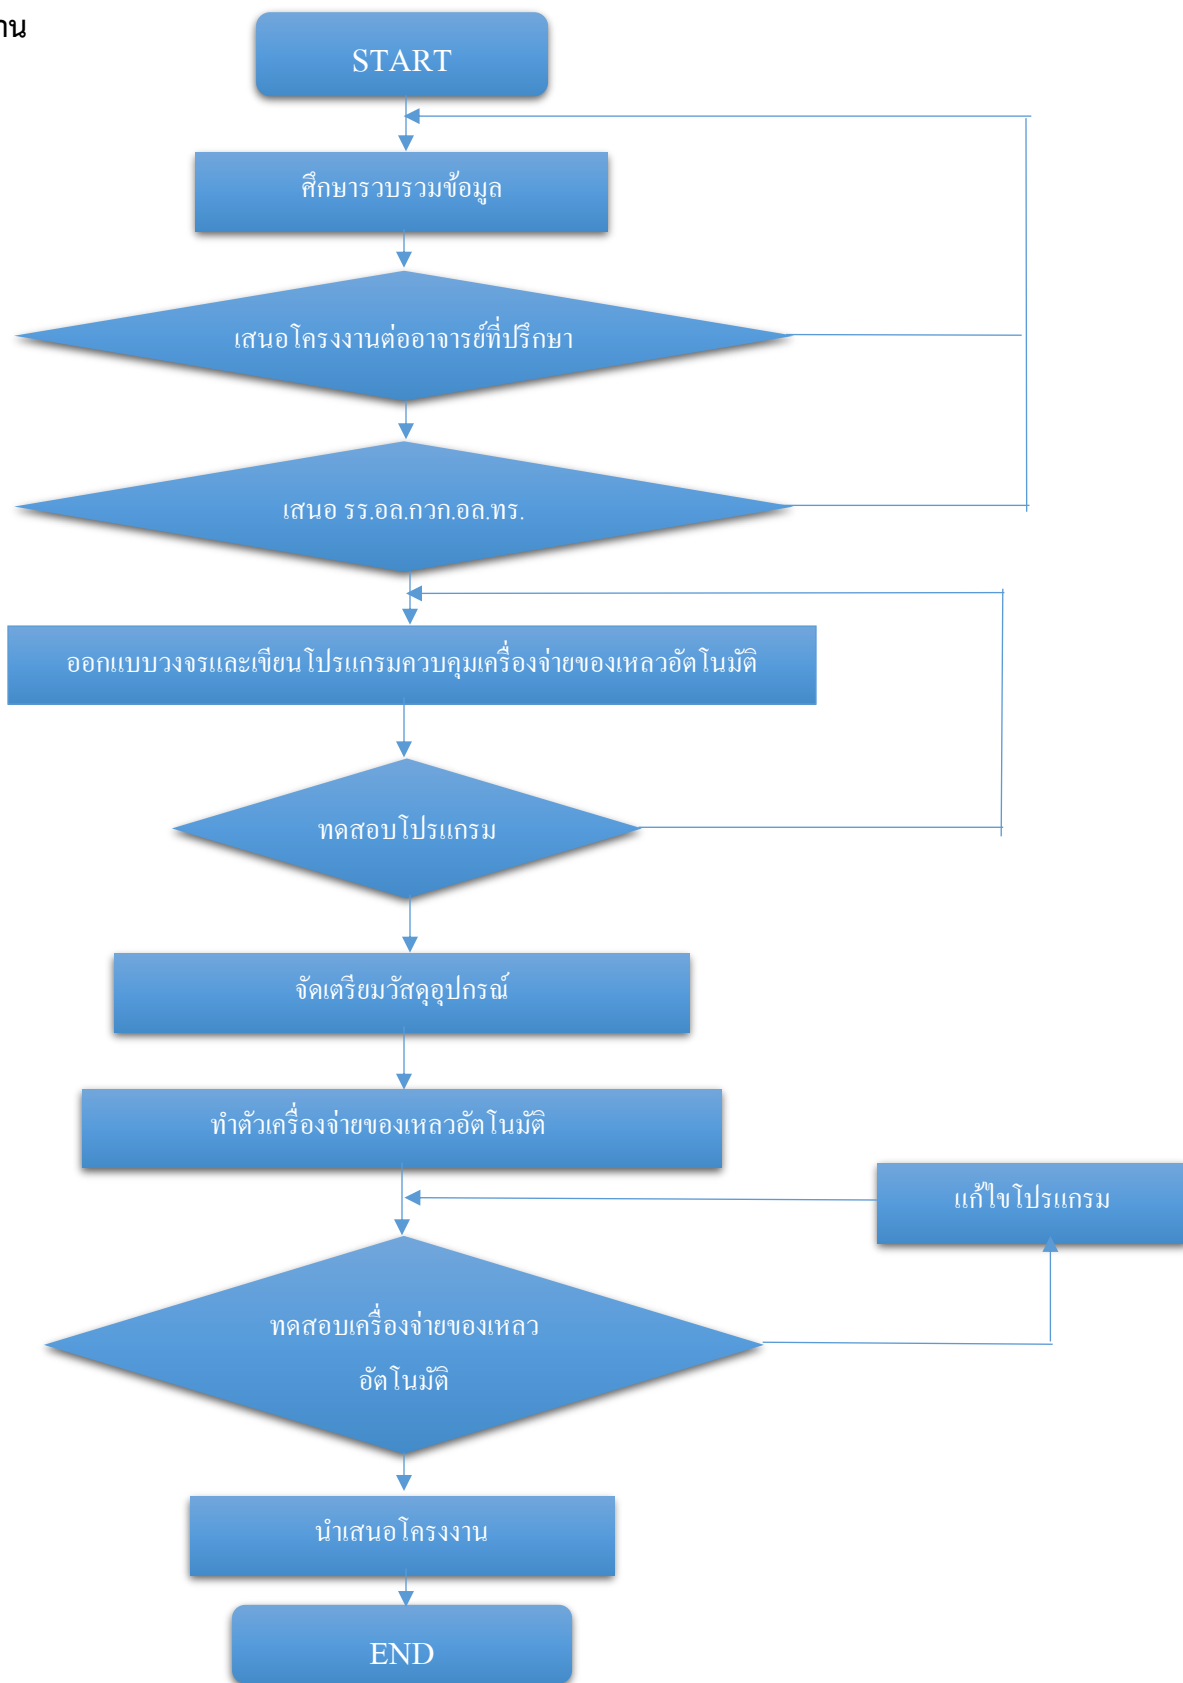 าน
START
ศึกษารวบรวมข้อมูล
เสนอโครงงานต่ออาจารย์ที่ปรึกษา
เสนอ รร.อล.กวก.อล.ทร.
ออกแบบวงจรและเขียนโปรแกรมควบคุมเครื่องจ่ายของเหลวอัตโนมัติ
ทดสอบโปรแกรม
จัดเตรียมวัสดุอุปกรณ์
ทำตัวเครื่องจ่ายของเหลวอัตโนมัติ
แก้ไขโปรแกรม
ทดสอบเครื่องจ่ายของเหลว
อัตโนมัติ
นำเสนอโครงงาน
END